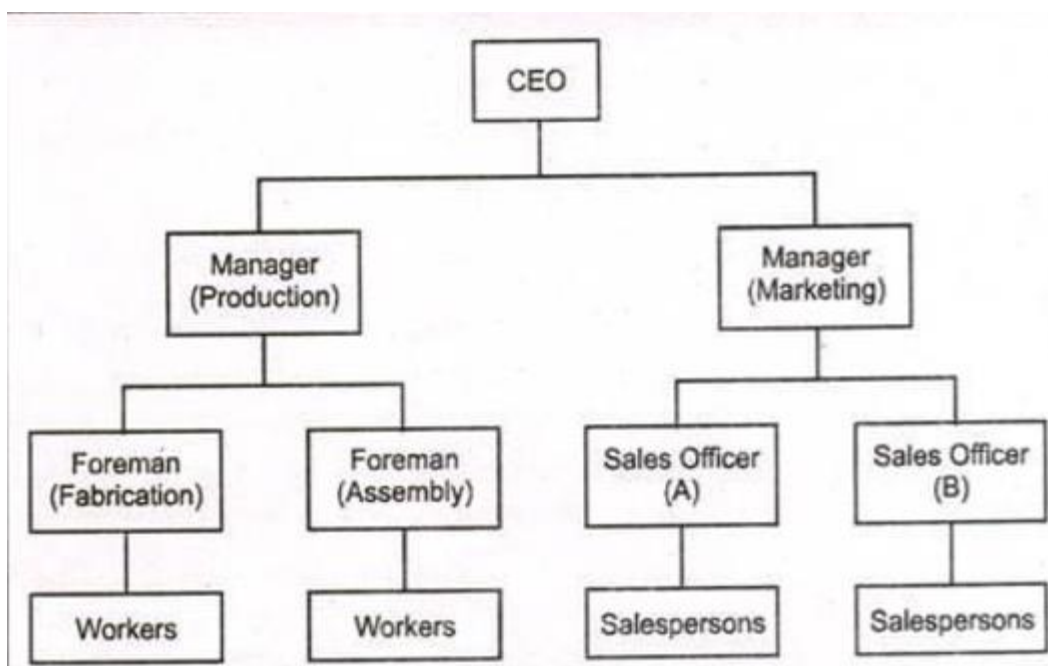 CEO
Manager
(Production)
Manager
(Marketing)
Foreman
(Fabrication)
Foreman
(Assembly)
Sales Officer
(A)
Sales Officer
(B)
Workers
Workers
Salespersons
Salespersons